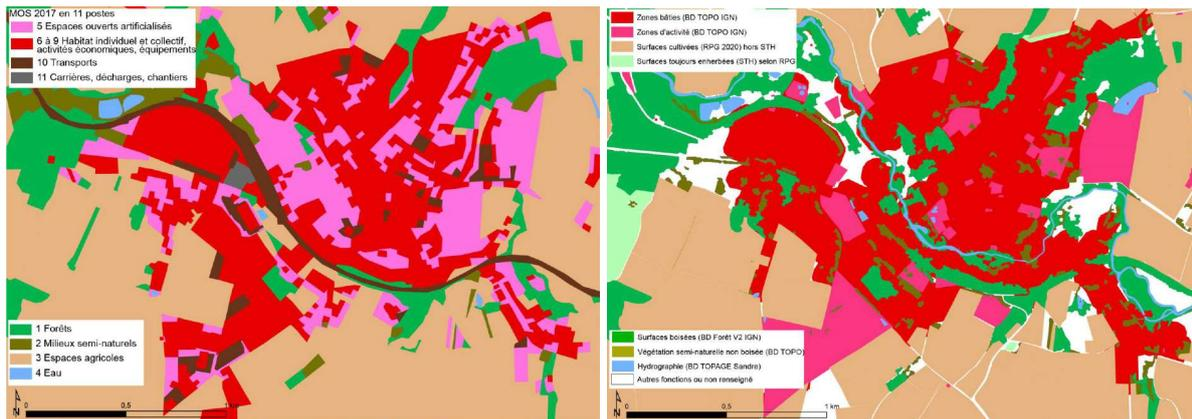 MOS 2017 en 11 postes
5 Espaces ouverts artificialisés
6 à 9 Habitat individuel et collectif,
activités économiques, équipements
10 Transports
11 Carrières, décharges, chantiers
1 Forêts
2 Milieux semi-naturels
3 Espaces agricoles
4 Eau
N
0
0,5
1 km
Zones bâties (BD TOPO IGN)
Zones d'activité (BD TOPO IGN)
Surfaces cultivées (RPG 2020) hors STH
Surfaces toujours enherbées (STH) selon RPG
Surfaces boisées (BD Forêt V2 IGN)
Végétation semi-naturelle non boisée (BD TOPO)
Hydrographie (BD TOPAGE Sandre)
Autres fonctions ou non renseigné
N
0
0,5
1 km